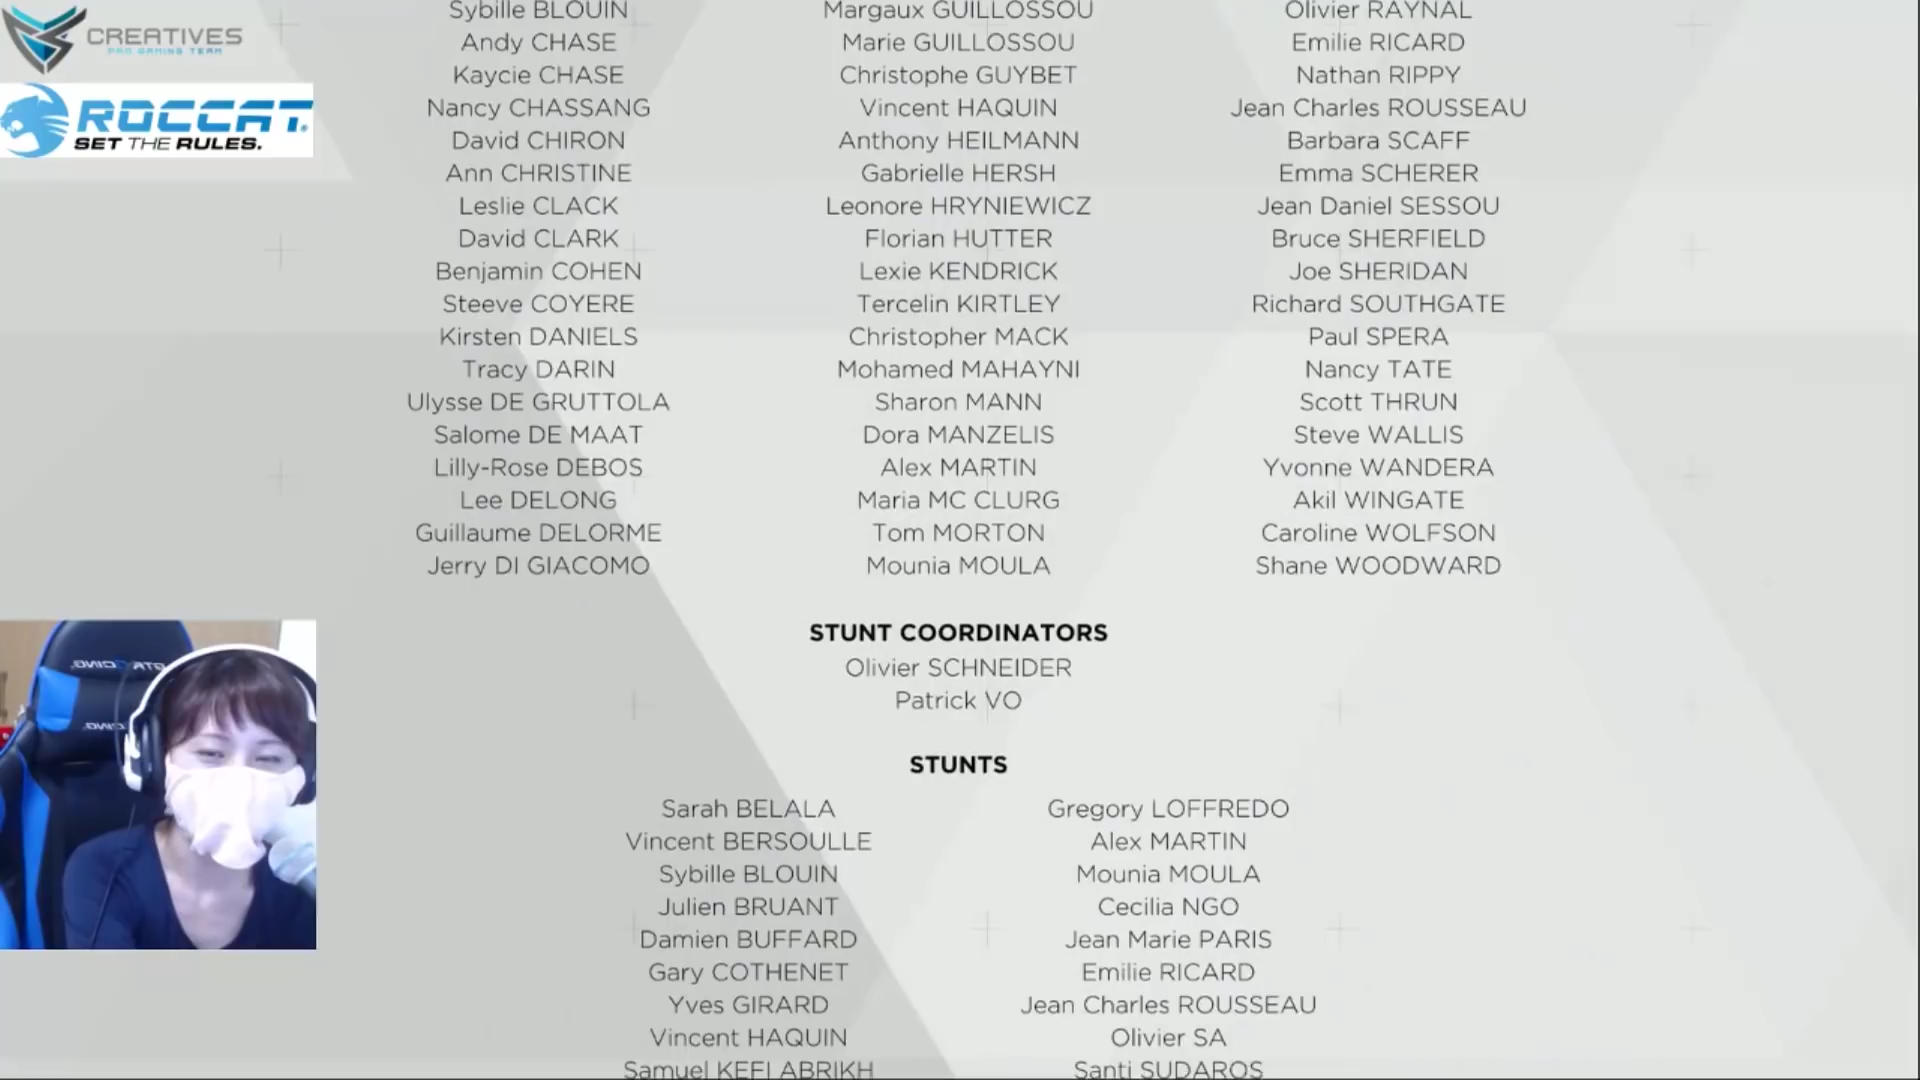 CREATIVES
PRO GAMING TEAM
ROCCAT
SET THE RULES.
Sybille BLOUIN
Andy CHASE
Kaycie CHASE
Nancy CHASSANG
David CHIRON
Ann CHRISTINE
Leslie CLACK
David CLARK
Benjamin COHEN
Steeve COYERE
Kirsten DANIELS
Tracy DARIN
Ulysse DE GRUTTOLA
Salome DE MAAT
Lilly-Rose DEBOS
Lee DELONG
Guillaume DELORME
Jerry DI GIACOMO
Margaux GUILLOSSOU
Marie GUILLOSSOU
Christophe GUYBET
Vincent HAQUIN
Anthony HEILMANN
Gabrielle HERSH
Leonore HRYNIEWICZ
Florian HUTTER
Lexie KENDRICK
Tercelin KIRTLEY
Christopher MACK
Mohamed MAHAYNI
Sharon MANN
Dora MANZELIS
Alex MARTIN
Maria MC CLURG
Tom MORTON
Mounia MOULA
Olivier RAYNAL
Emilie RICARD
Nathan RIPPY
Jean Charles ROUSSEAU
Barbara SCAFF
Emma SCHERER
Jean Daniel SESSOU
Bruce SHERFIELD
Joe SHERIDAN
Richard SOUTHGATE
Paul SPERA
Nancy TATE
Scott THRUN
Steve WALLIS
Yvonne WANDERA
Akil WINGATE
Caroline WOLFSON
Shane WOODWARD
STUNT COORDINATORS
Olivier SCHNEIDER
Patrick VO
STUNTS
Sarah BELALA
Vincent BERSOULLE
Sybille BLOUIN
Julien BRUANT
Damien BUFFARD
Gary COTHENET
Yves GIRARD
Vincent HAQUIN
Samuel KEFI ABRIKH
Gregory LOFFREDO
Alex MARTIN
Mounia MOULA
Cecilia NGO
Jean Marie PARIS
Emilie RICARD
Jean Charles ROUSSEAU
Olivier SA
Santi SUDAROS